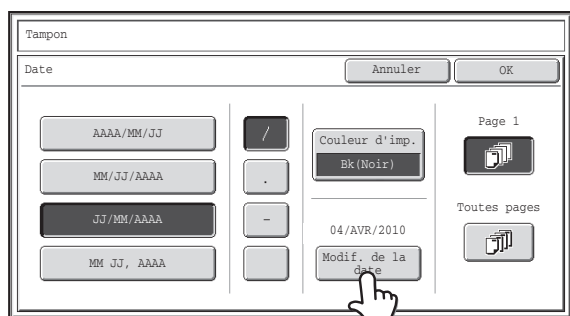 Tampon
Date
Annuler
OK
AAAA/MM/JJ
MM/JJ/AAAA
JJ/MM/AAAA
MM JJ, AAAA
/
.
-
Couleur d'imp.
Bk(Noir)
04/AVR/2010
Modif. de la
date
Page 1
Toutes pages